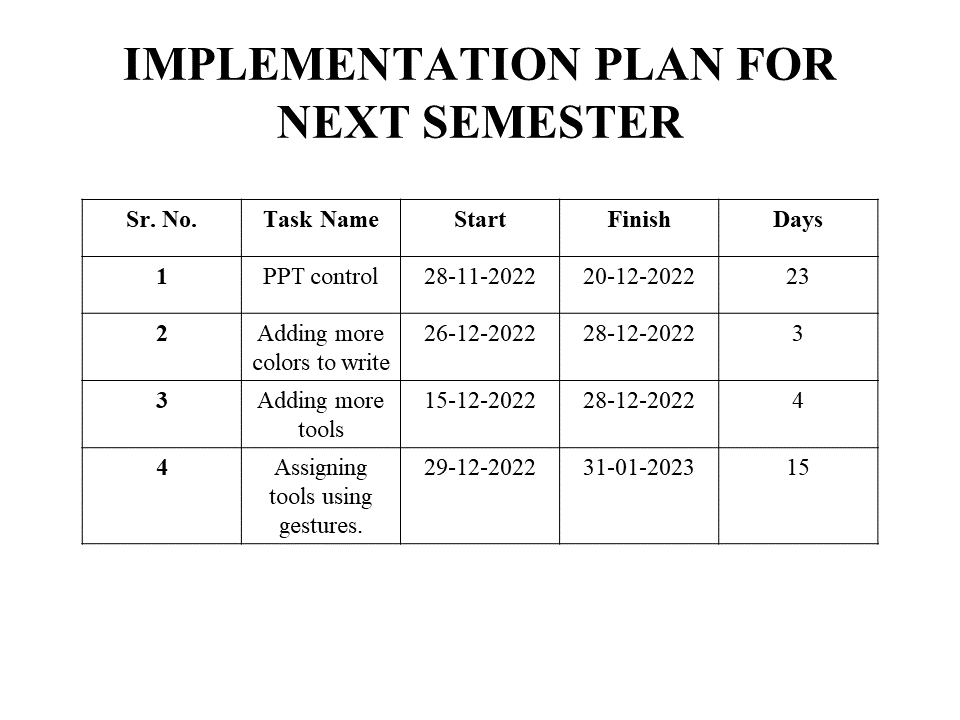 IMPLEMENTATION PLAN FOR
NEXT SEMESTER
Sr. No. Task Name Start Finish Days
1 PPT control 28-11-2022 20-12-2022 23
2 Adding more colors to write 26-12-2022 28-12-2022 3
3 Adding more tools 15-12-2022 28-12-2022 4
4 Assigning tools using gestures. 29-12-2022 31-01-2023 15